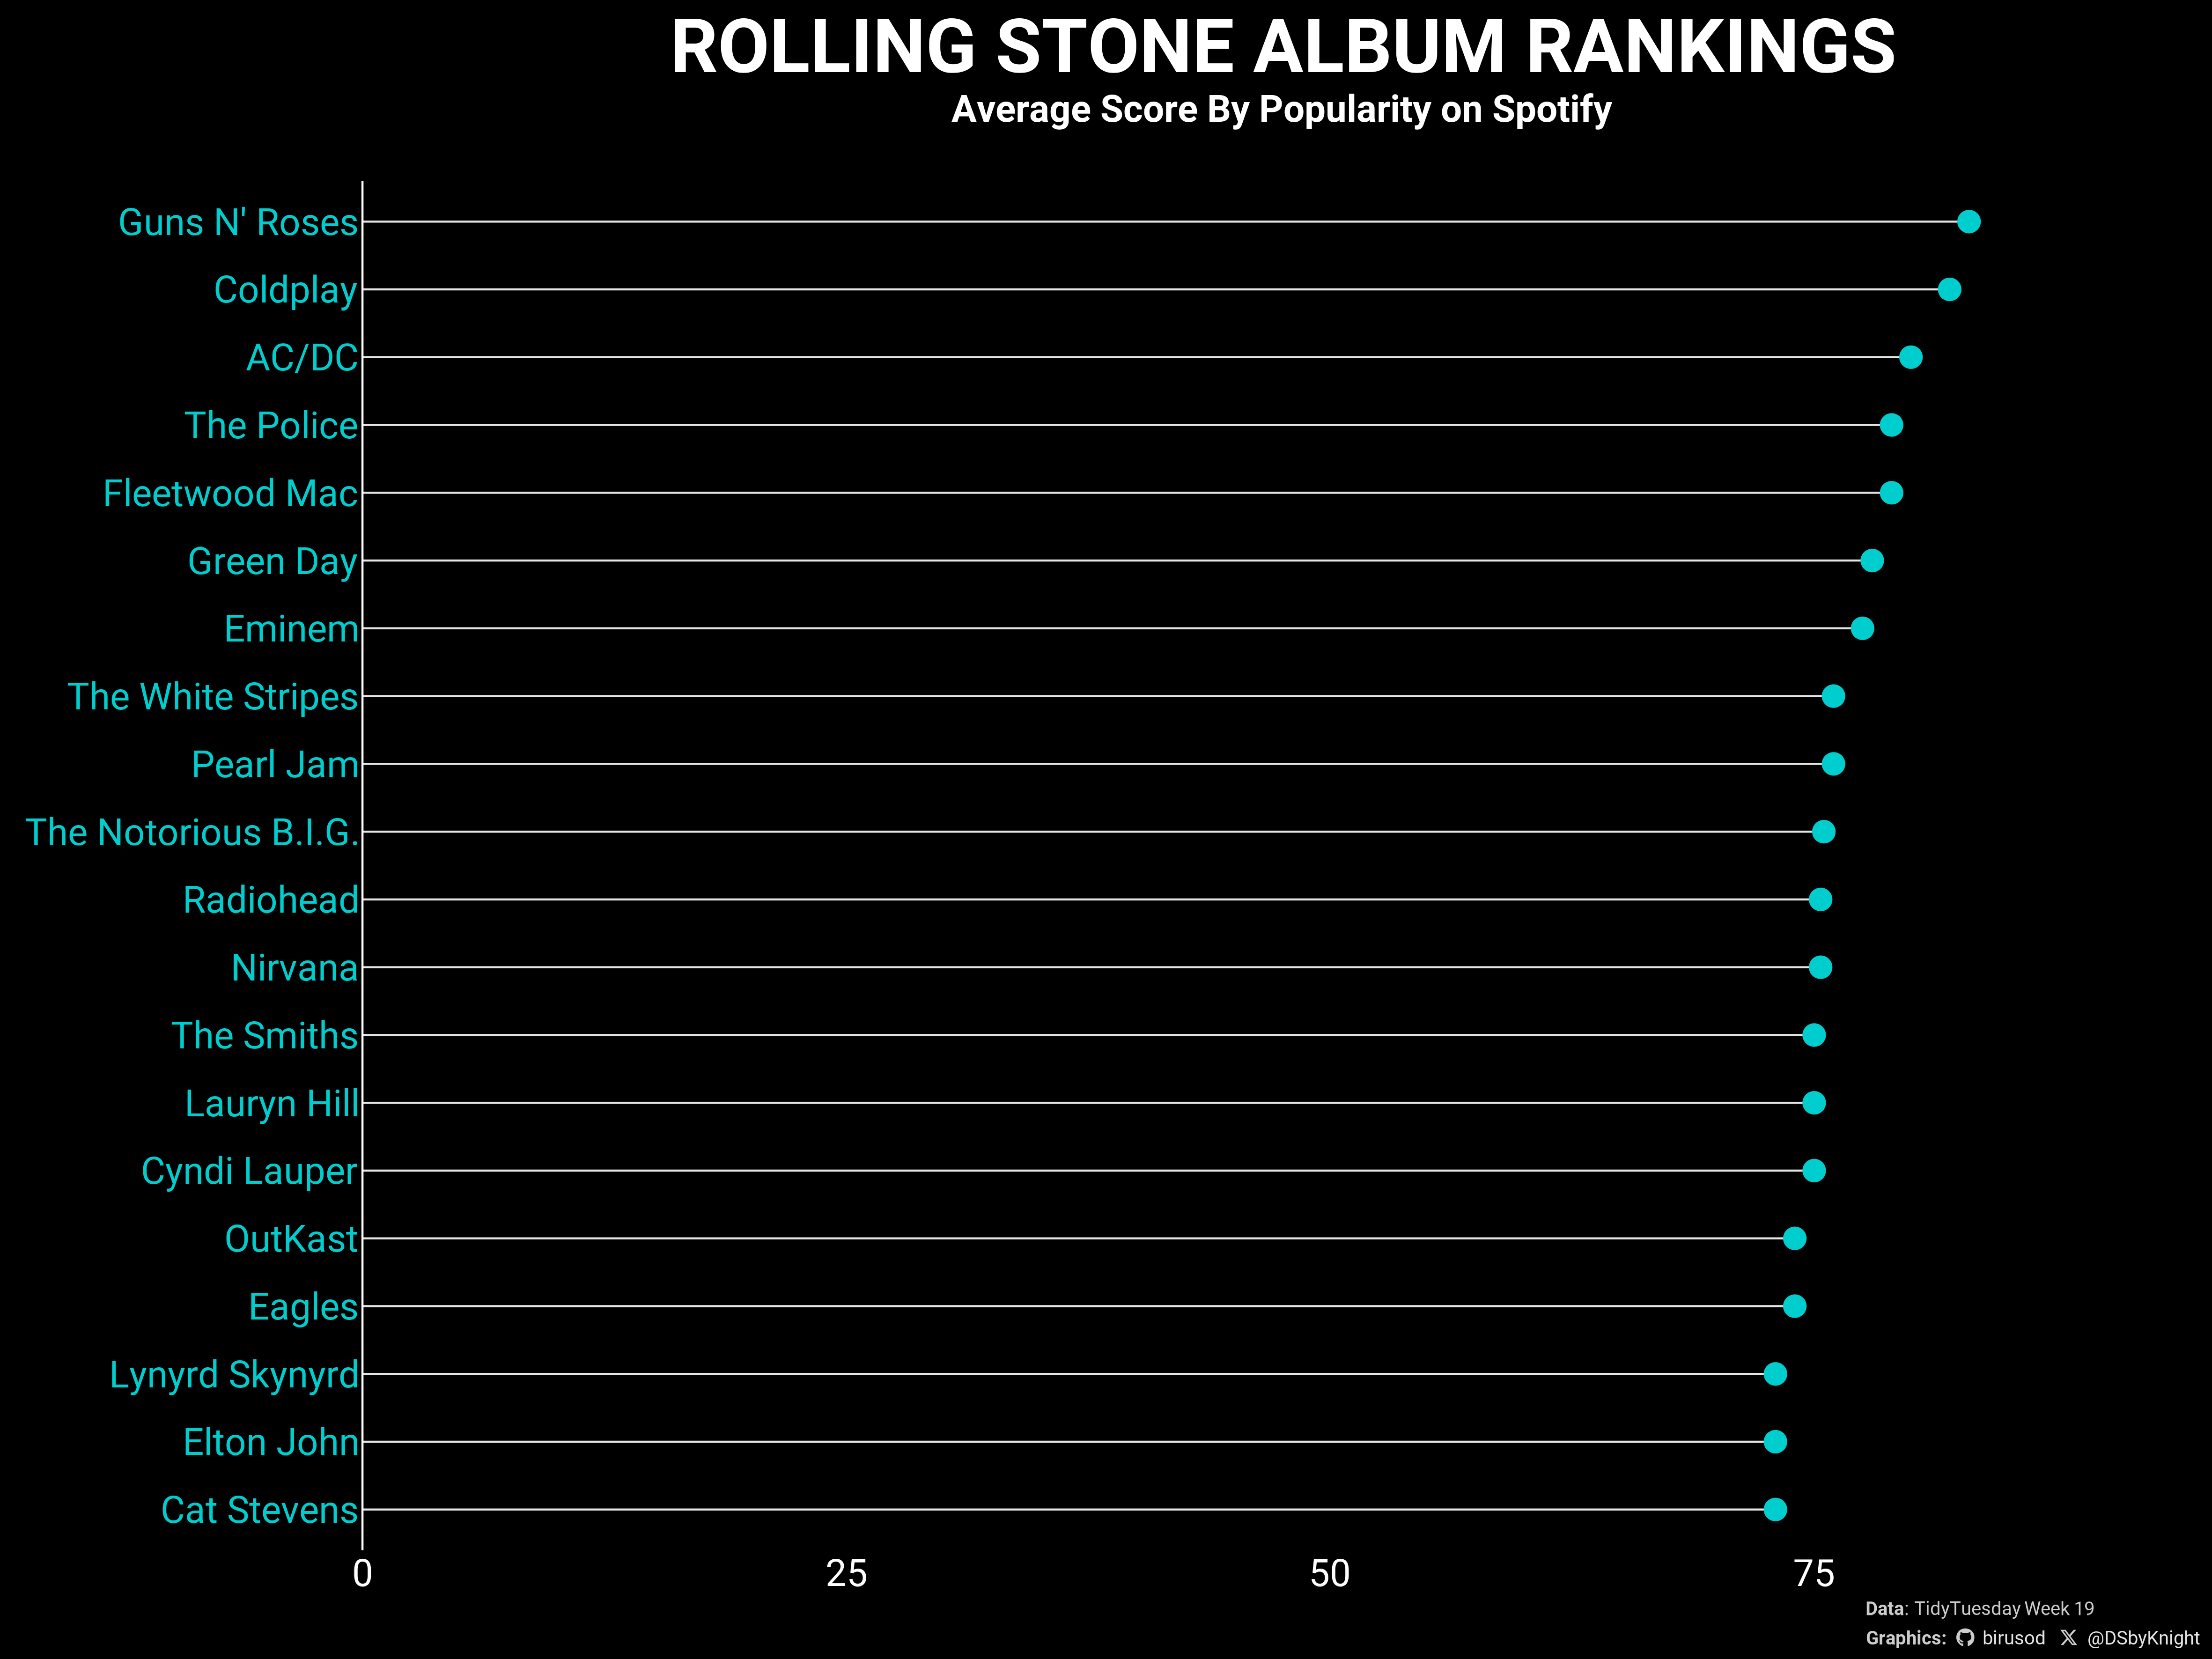 ROLLING STONE ALBUM RANKINGS
Average Score By Popularity on Spotify
Guns N' Roses
Coldplay
AC/DC
The Police
Fleetwood Mac
Green Day
Eminem
The White Stripes
Pearl Jam
The Notorious B.I.G.
Radiohead
Nirvana
The Smiths
Lauryn Hill
Cyndi Lauper
OutKast
Eagles
Lynyrd Skynyrd
Elton John
Cat Stevens
0 25 50 75
Data: TidyTuesday Week 19
Graphics: birusod @DSbyKnight